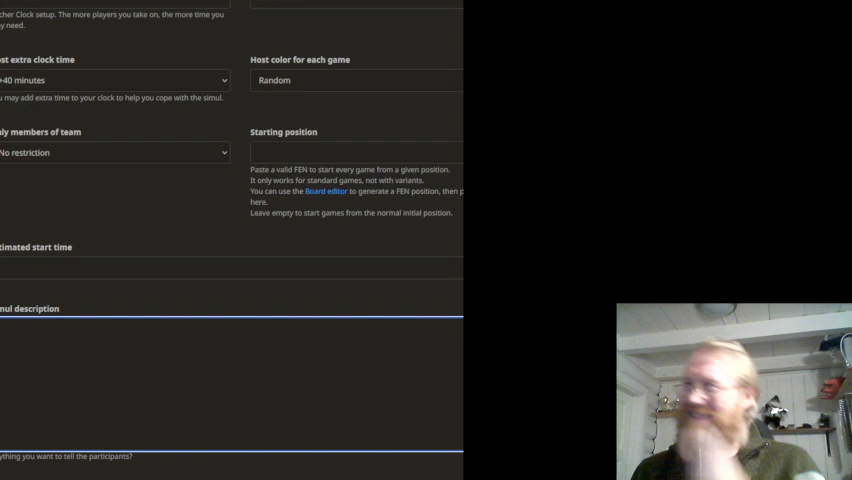 cher Clock setup. The more players you take on, the more time you
y need.
st extra clock time
Host color for each game
+40 minutes
Random
u may add extra time to your clock to help you cope with the simul.
ly members of team
Starting position
No restriction
Paste a valid FEN to start every game from a given position.
It only works for standard games, not with variants.
You can use the Board editor to generate a FEN position, then p
here.
Leave empty to start games from the normal initial position.
timated start time
mul description
ything you want to tell the participants?